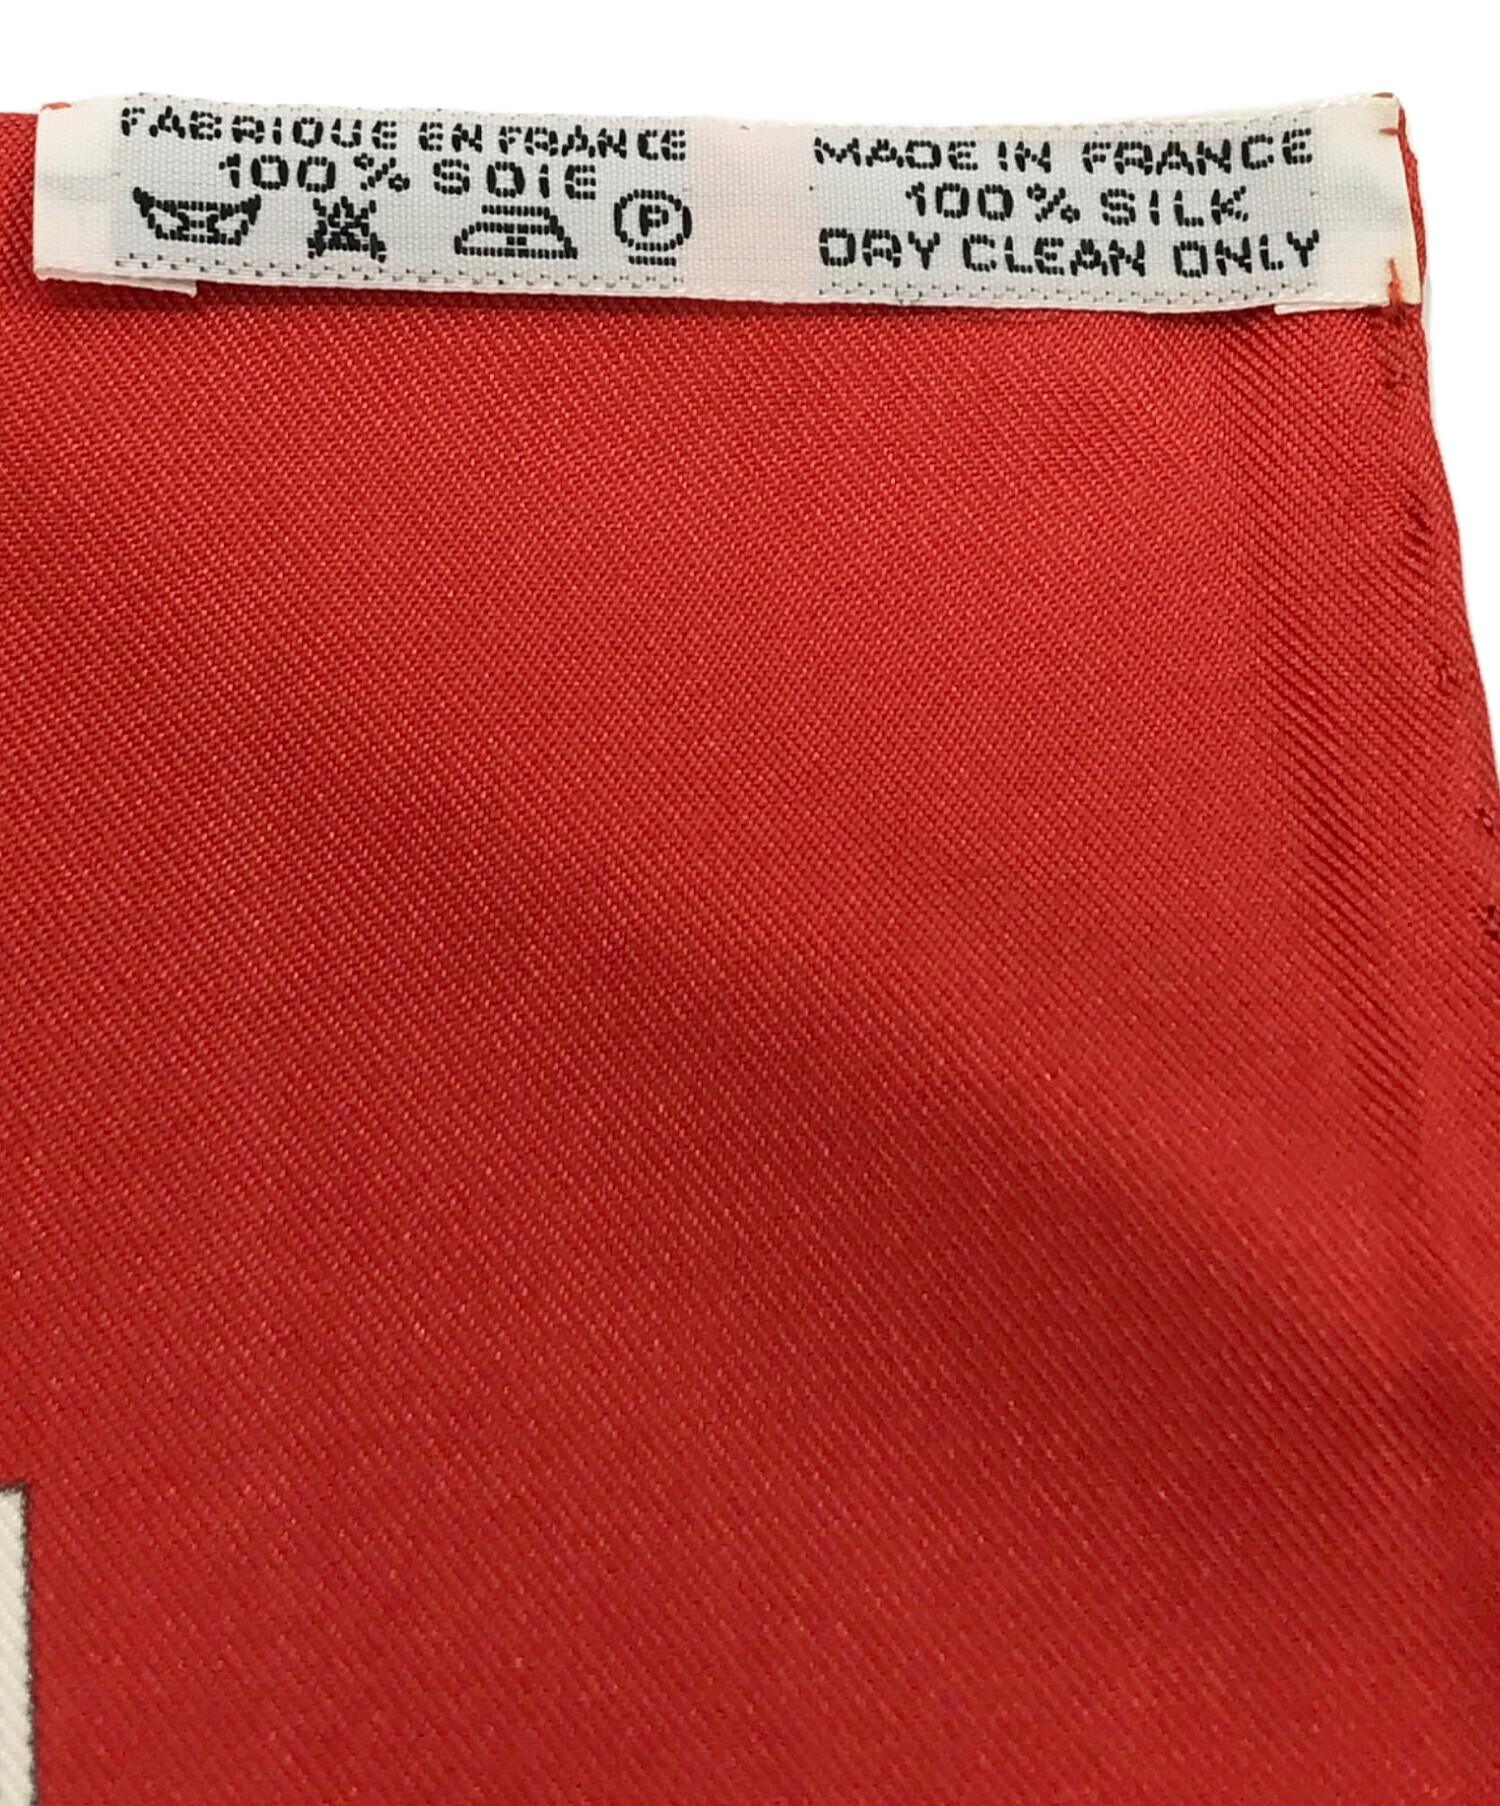 FABRIQUE EN FRANCE
100% SOIE
P
MADE IN FRANCE
100% SILK
DRY CLEAN ONLY